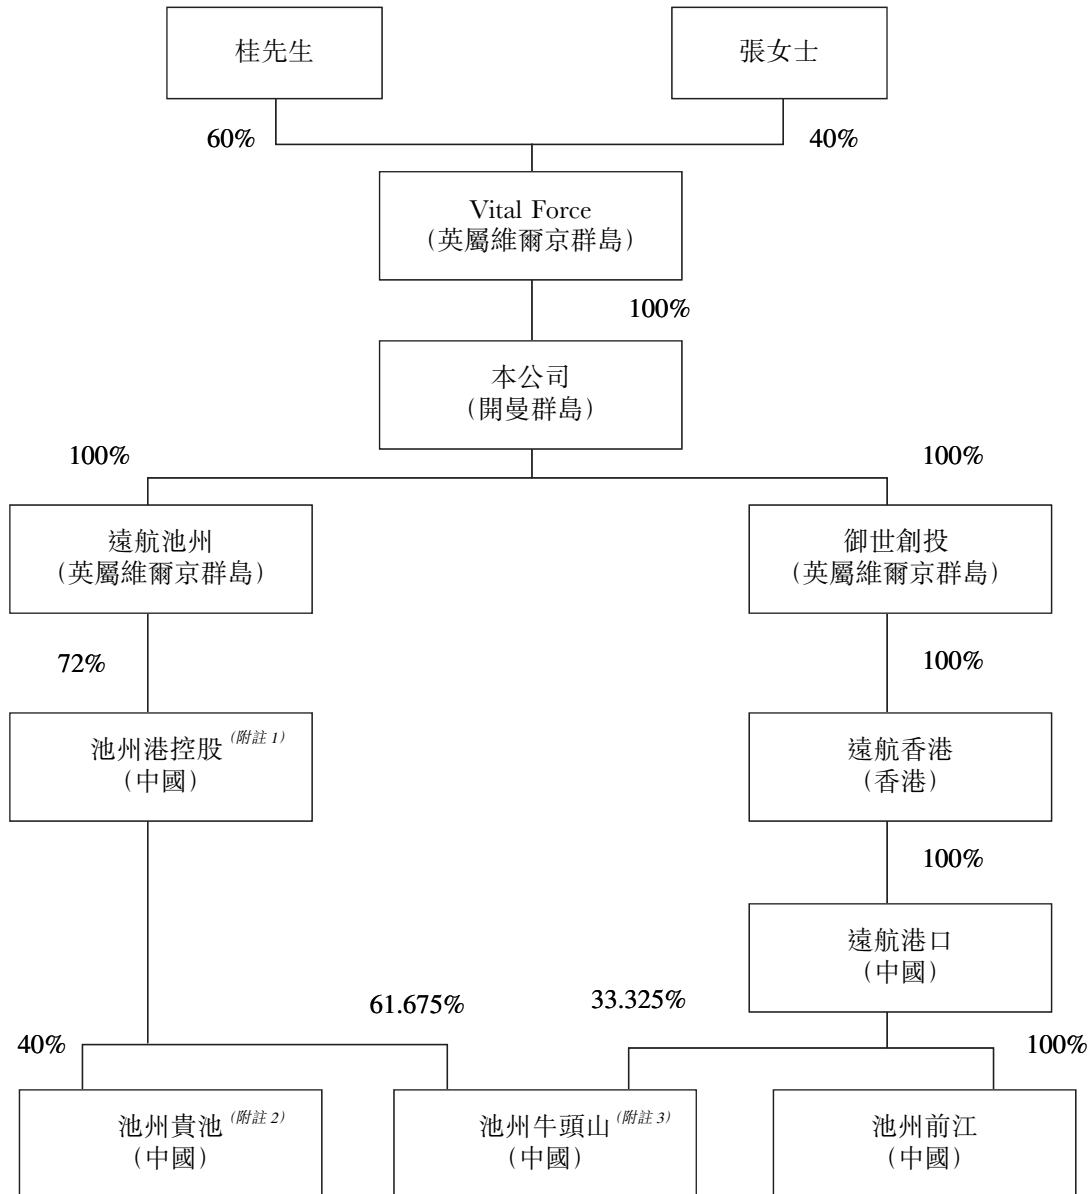 桂先生
張女士
60%
40%
Vital Force
(英屬維爾京群島)
100%
本公司
(開曼群島)
100%
100%
遠航池州
(英屬維爾京群島)
御世創投
(英屬維爾京群島)
72%
100%
池州港控股(附註 1)
(中國)
遠航香港
(香港)
100%
遠航港口
(中國)
61.675%
33.325%
40%
100%
池州貴池(附註 2)
(中國)
池州牛頭山(附註 3)
(中國)
池州前江
(中國)